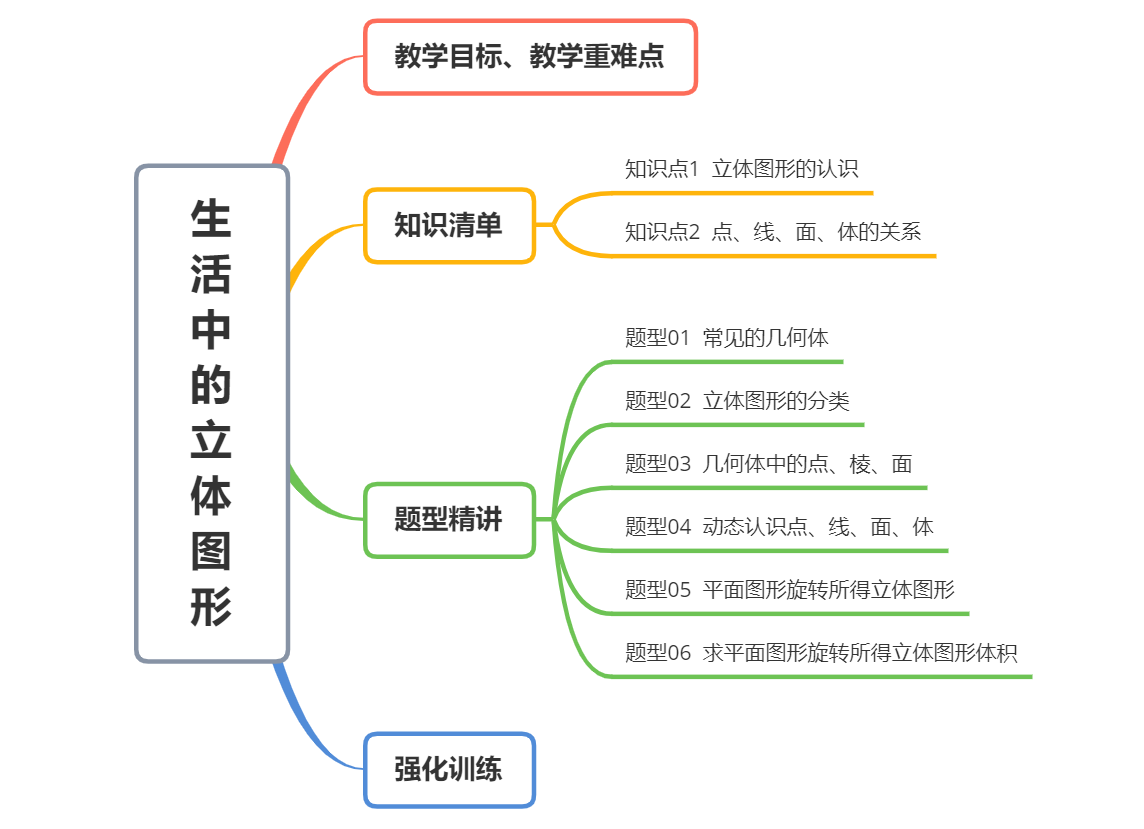 生活中的立体图形
教学目标、教学重难点
知识清单
知识点1 立体图形的认识
知识点2 点、线、面、体的关系
题型精讲
题型01 常见的几何体
题型02 立体图形的分类
题型03 几何体中的点、棱、面
题型04 动态认识点、线、面、体
题型05 平面图形旋转所得立体图形
题型06 求平面图形旋转所得立体图形体积
强化训练